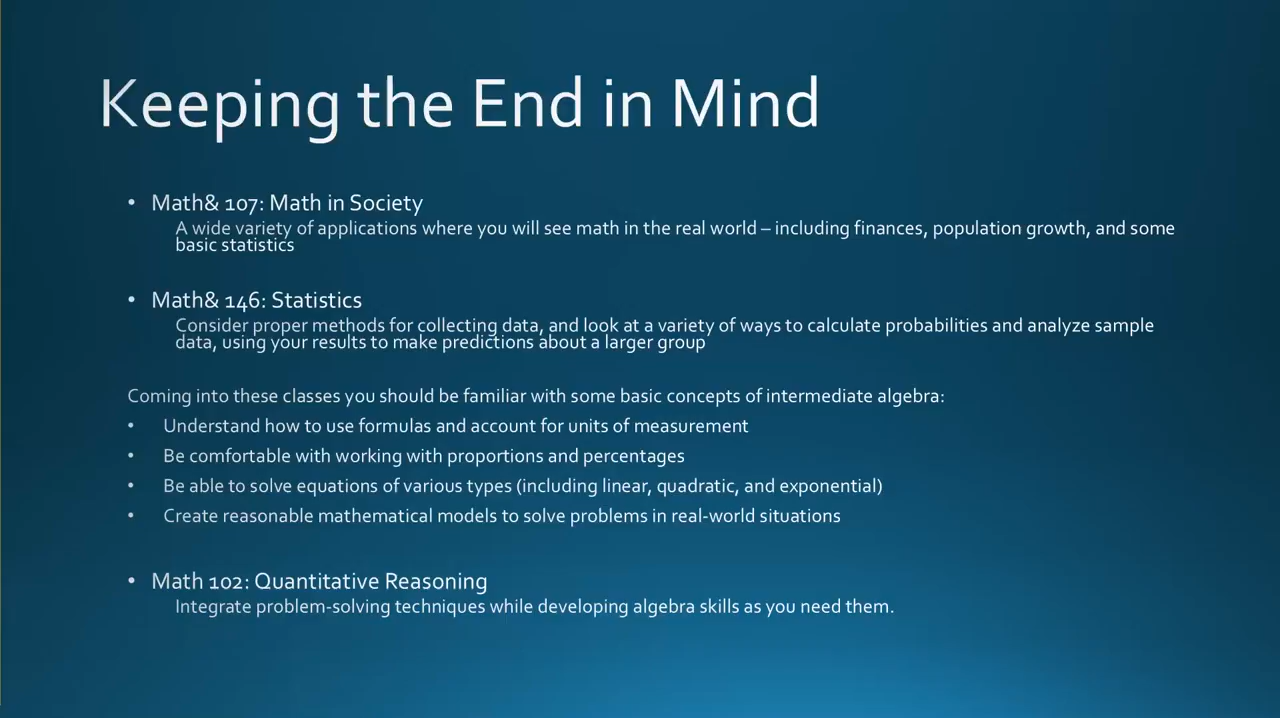 Keeping the End in Mind
• Math& 107: Math in Society
A wide variety of applications where you will see math in the real world – including finances, population growth, and some
basic statistics
• Math& 146: Statistics
Consider proper methods for collecting data, and look at a variety of ways to calculate probabilities and analyze sample
data, using your results to make predictions about a larger group
Coming into these classes you should be familiar with some basic concepts of intermediate algebra:
• Understand how to use formulas and account for units of measurement
• Be comfortable with working with proportions and percentages
• Be able to solve equations of various types (including linear, quadratic, and exponential)
• Create reasonable mathematical models to solve problems in real-world situations
• Math 102: Quantitative Reasoning
Integrate problem-solving techniques while developing algebra skills as you need them.